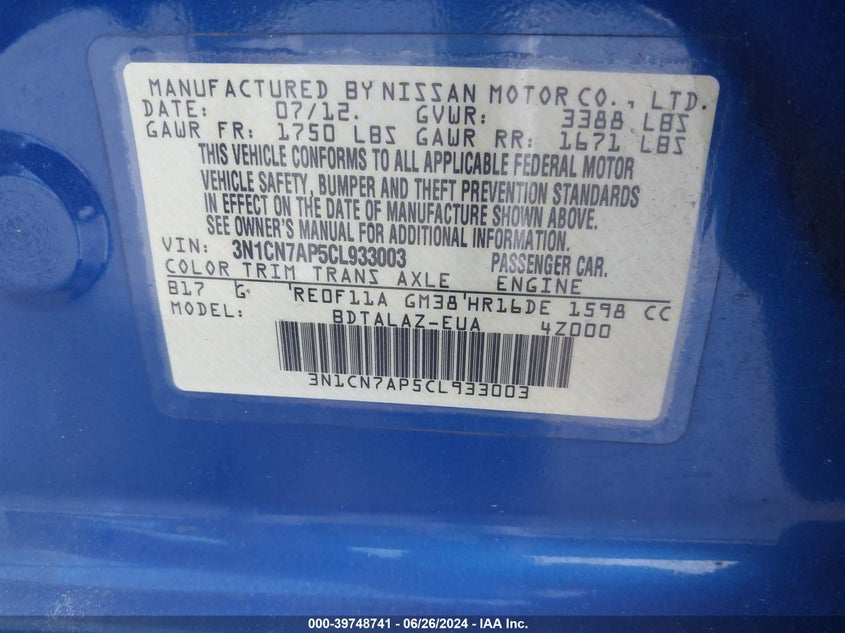 MANUFACTURED BY NISSAN MOTOR CO., LTD.
DATE: 07/12. GVWR: 3388 LBS
GAWR FR: 1750 LBS GAWR RR: 1671 LBS
THIS VEHICLE CONFORMS TO ALL APPLICABLE FEDERAL MOTOR
VEHICLE SAFETY, BUMPER AND THEFT PREVENTION STANDARDS
IN EFFECT ON THE DATE OF MANUFACTURE SHOWN ABOVE.
SEE OWNER'S MANUAL FOR ADDITIONAL INFORMATION.
VIN: 3N1CN7AP5CL933003 PASSENGER CAR.
COLOR TRIM TRANS AXLE ENGINE
B17 G RE0F11A GM38 HR16DE 1598 CC
MODEL: BDTALAZ-EUA 4Z000
3N1CN7AP5CL933003
000-39748741 / 06/26/2024 - IAA Inc.